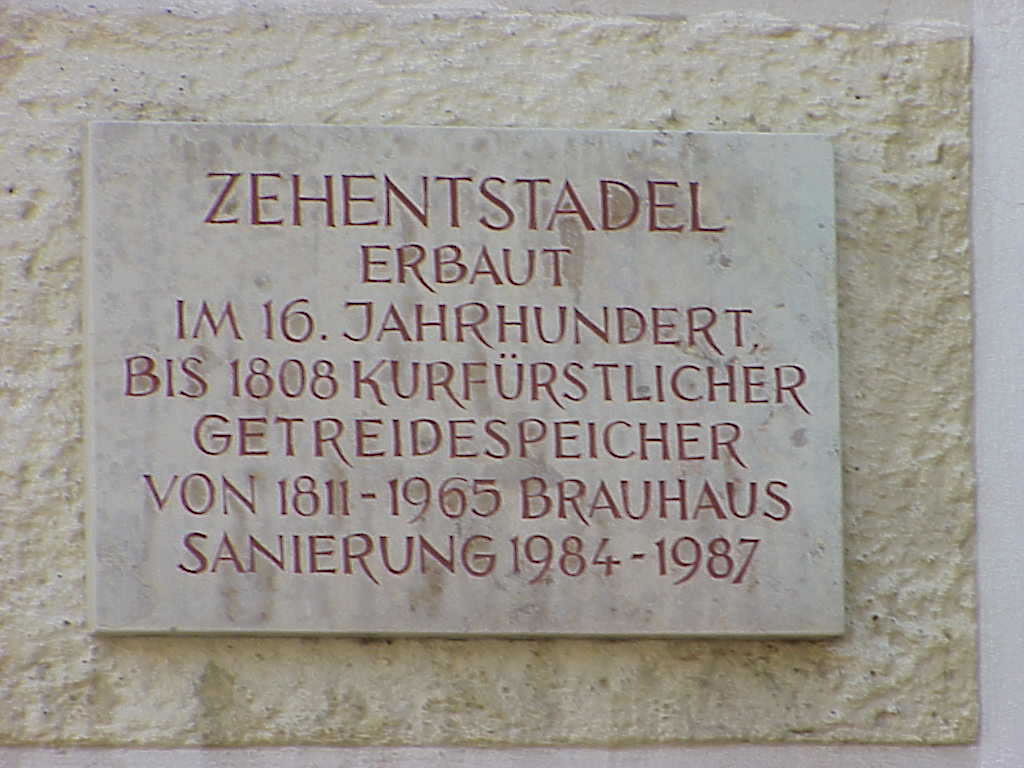 ZEHENTSTADEL
ERBAUT
IM 16. JAHRHUNDERT,
BIS 1808 KURFÜRSTLICHER
GETREIDESPEICHER
VON 1811-1965 BRAUHAUS
SANIERUNG 1984-1987